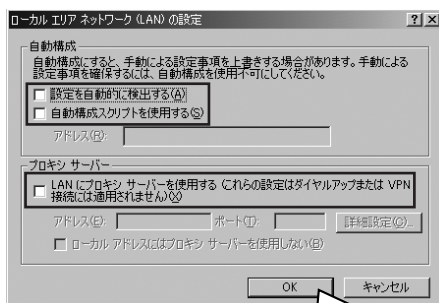 ローカル エリア ネットワーク (LAN) の設定
自動構成
自動構成にすると、手動による設定事項を上書きする場合があります。手動による
設定事項を確保するには、自動構成を使用不可にしてください。
設定を自動的に検出する(A)
自動構成スクリプトを使用する(S)
アドレス(R):
プロキシ サーバー
LAN にプロキシ サーバーを使用する (これらの設定はダイヤルアップまたは VPN
接続には適用されません)(X)
アドレス(E): ポート(T): 詳細設定(C)...
ローカル アドレスにはプロキシ サーバーを使用しない(B)
OK キャンセル